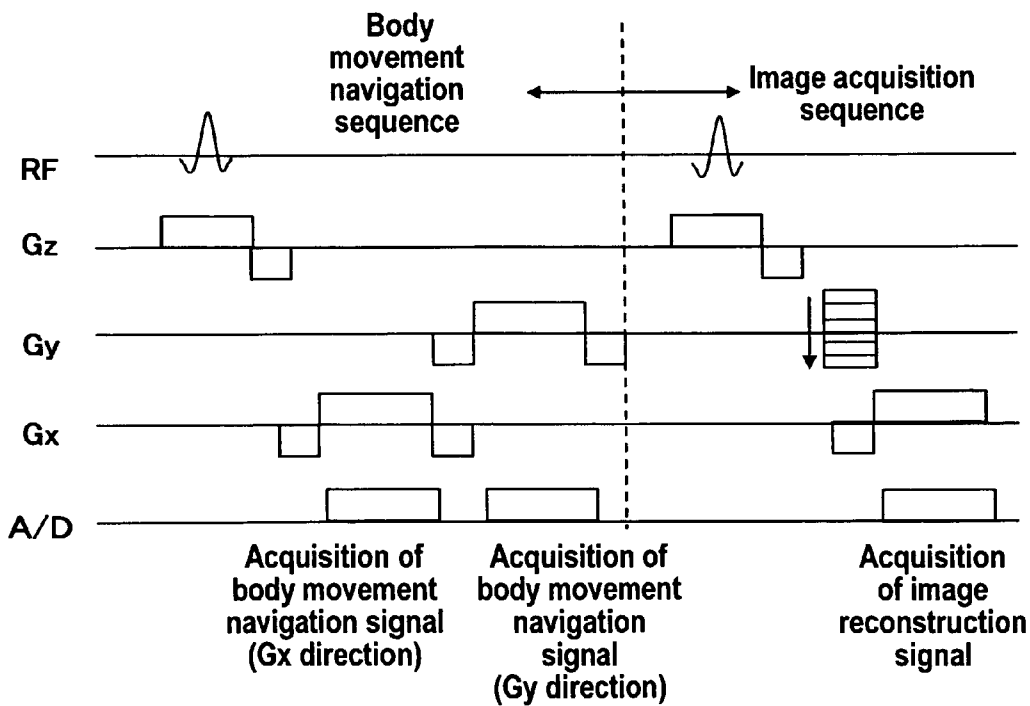 Body
movement
navigation
sequence
Image acquisition
sequence
RF
Gz
Gy
Gx
A/D
Acquisition of
body movement
navigation signal
(Gx direction)
Acquisition of
body movement
navigation
signal
(Gy direction)
Acquisition
of image
reconstruction
signal